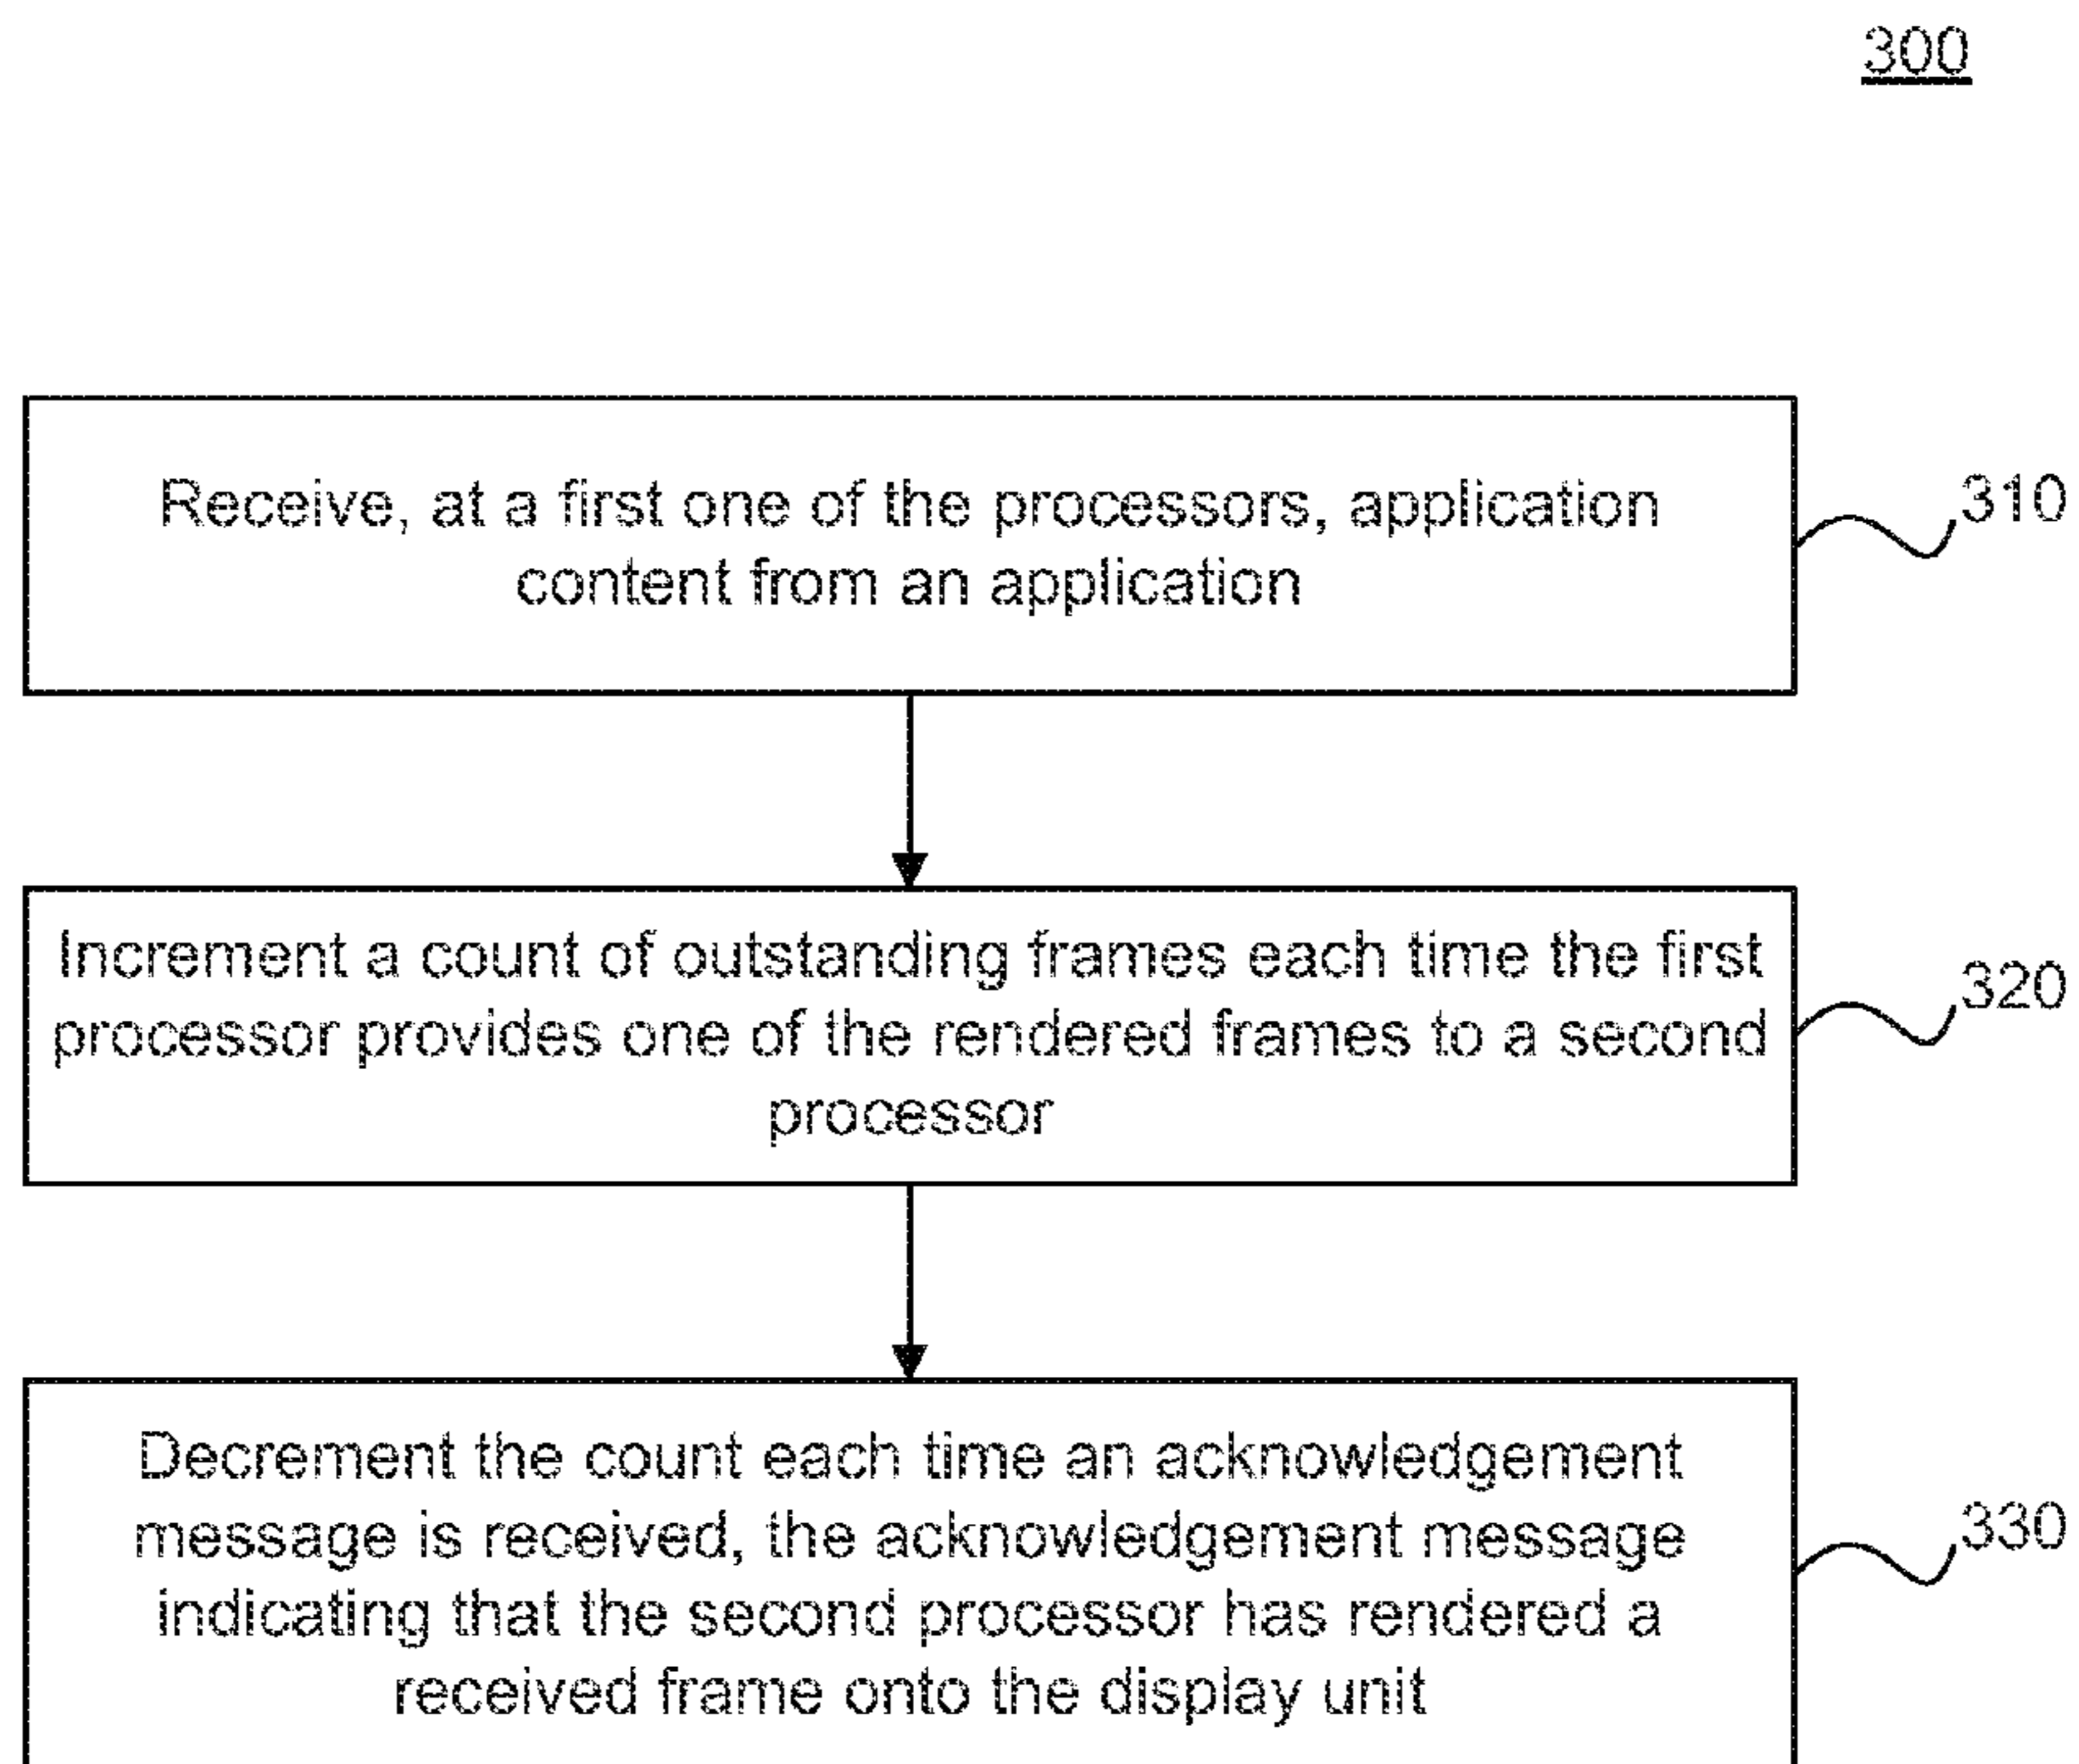 300
Receive, at a first one of the processors, application
content from an application
310
Increment a count of outstanding frames each time the first
processor provides one of the rendered frames to a second
processor
320
Decrement the count each time an acknowledgement
message is received, the acknowledgement message
indicating that the second processor has rendered a
received frame onto the display unit
330